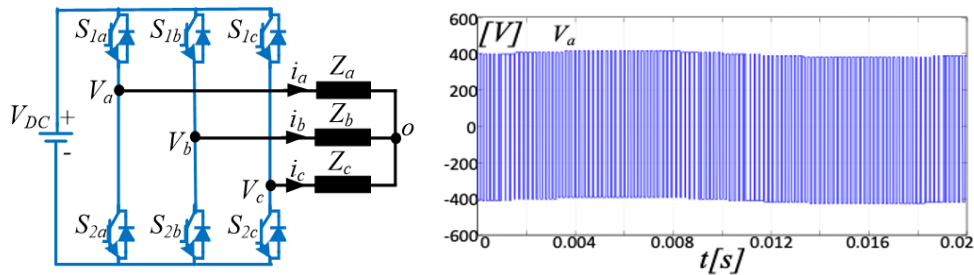 S1a S1b S1c
ia Za
Va
VDC + ib Zb o
- Vb
ic Zc
Vc
S2a S2b S2c
600
[V] Va
400
200
0
-200
-400
-600
0 0.004 0.008 0.012 0.016 0.02
t[s]